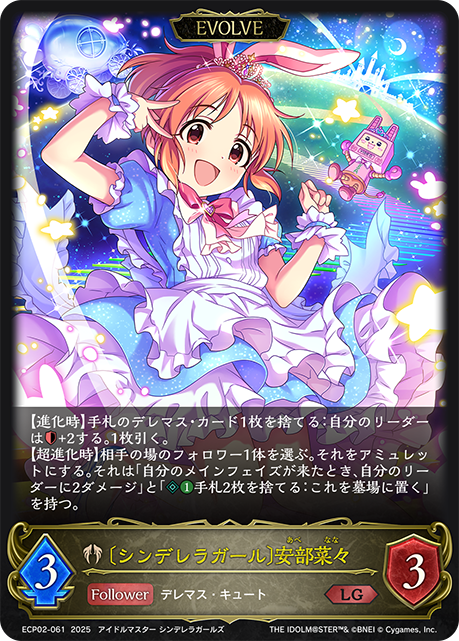 EVOLVE
【進化時】手札のデレマス・カード1枚を捨てる：自分のリーダー
は+2する。1枚引く。
【超進化時】相手の場のフォロワー1体を選ぶ。それをアミュレッ
トにする。それは「自分のメインフェイズが来たとき、自分のリー
ダーに2ダメージ」と「1手札2枚を捨てる：これを墓場に置く」
を持つ。
あべ なな
〔シンデレラガール〕安部菜々
3
3
Follower デレマス・キュート LG
ECP02-061 2025 アイドルマスター シンデレラガールズ THE IDOLM@STER™& ©BNEI © Cygames, Inc.